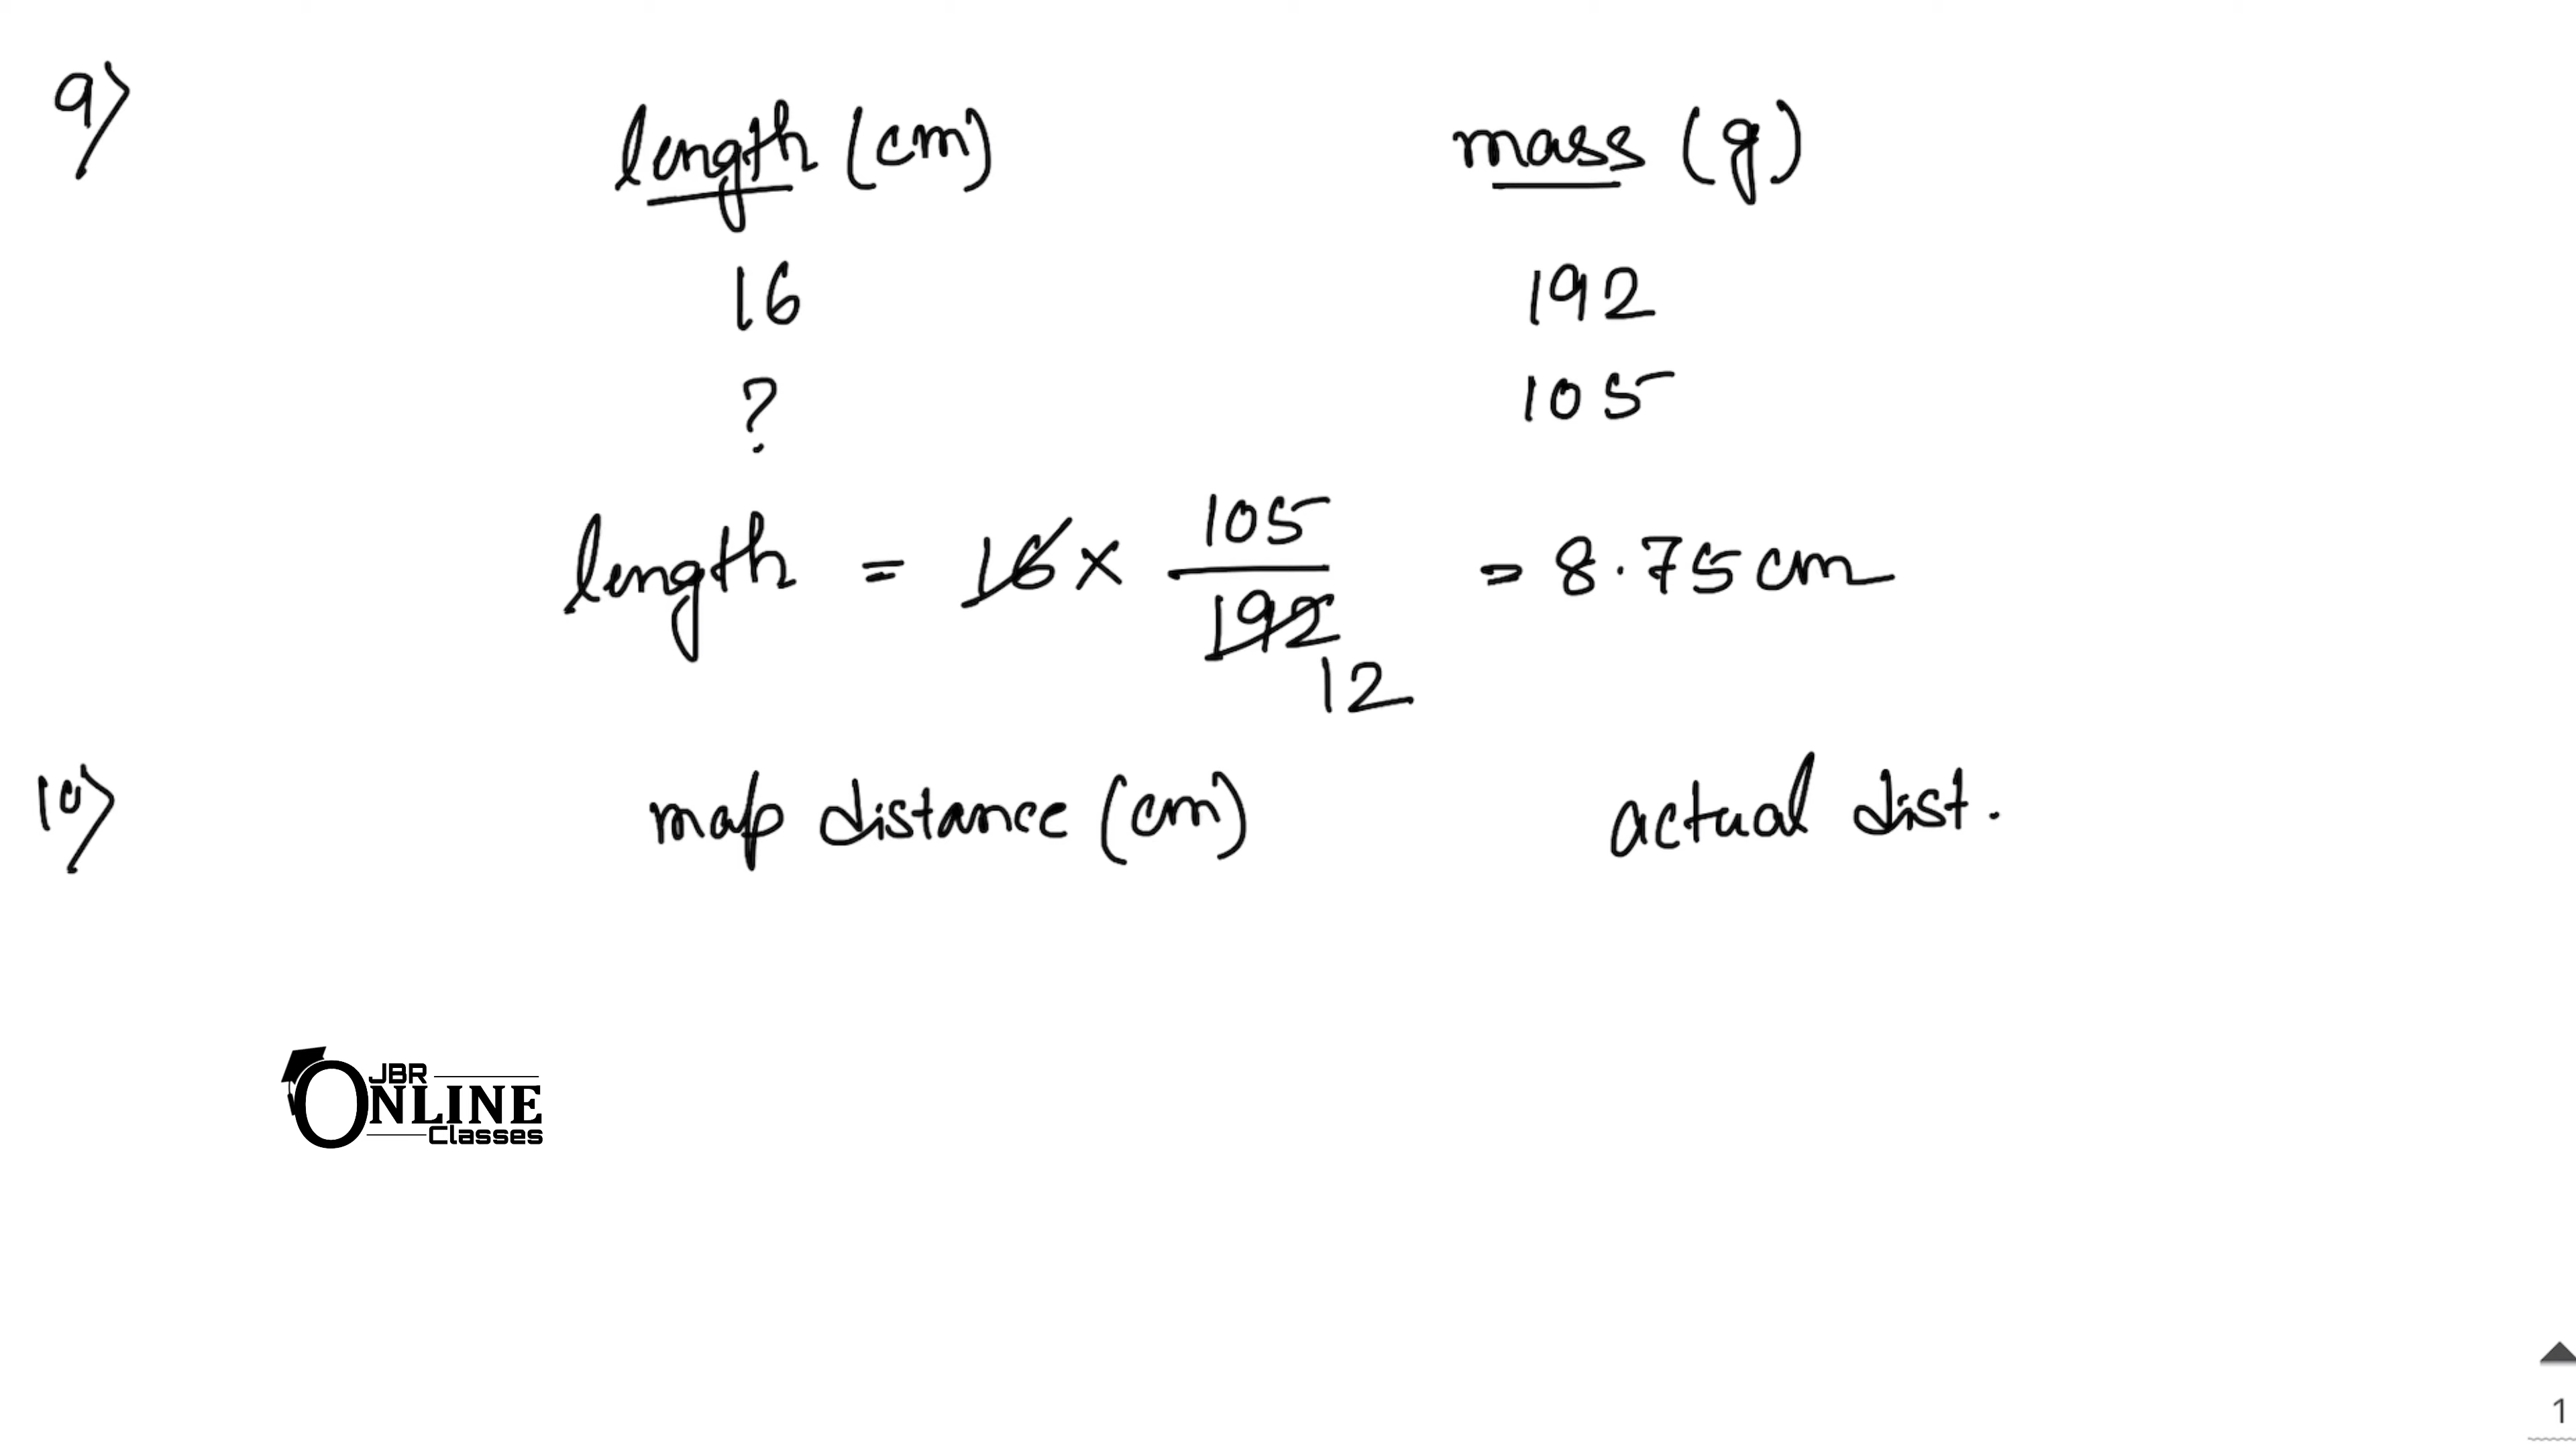 9)
length (cm) mass (g)
16 192
? 105
length = 16 × 105/192 = 8.75 cm
12
10) map distance (cm) actual dist.
JBR
ONLINE
Classes
1